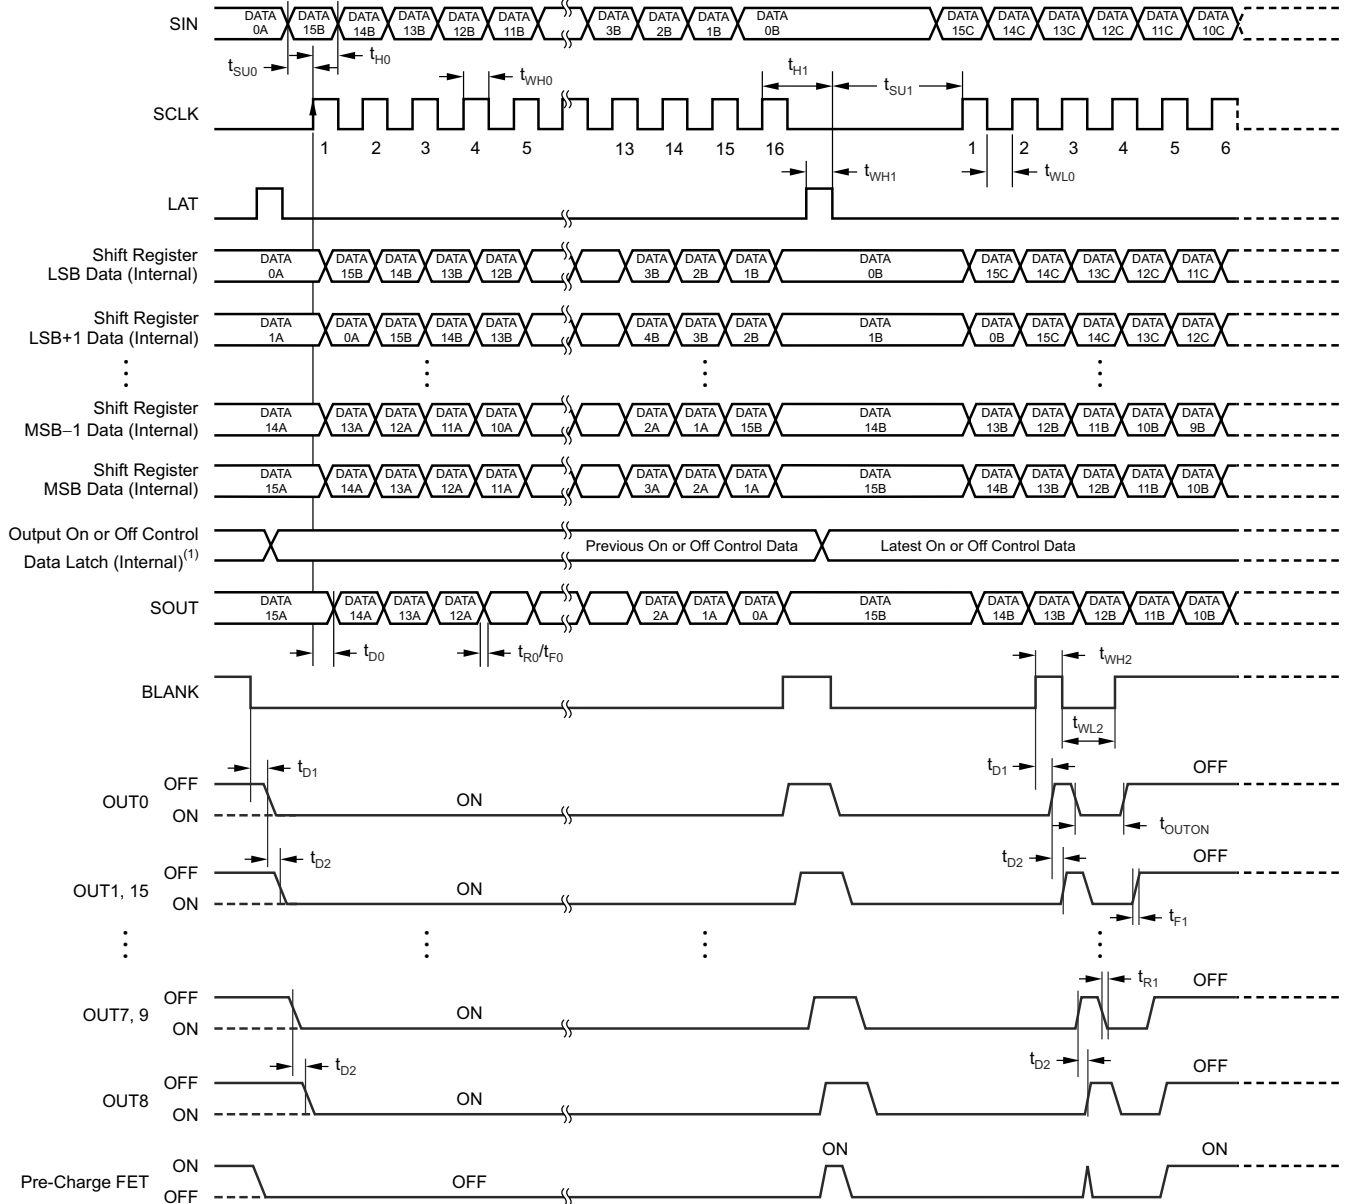 SIN DATA 0A DATA 15B DATA 14B DATA 13B DATA 12B DATA 11B DATA 3B DATA 2B DATA 1B DATA 0B DATA 15C DATA 14C DATA 13C DATA 12C DATA 11C DATA 10C
tSU0 tH0 tWH0 tH1 tSU1
SCLK
1 2 3 4 5 13 14 15 16 1 2 3 4 5 6
tWH1 tWL0
LAT
Shift Register
LSB Data (Internal) DATA 0A DATA 15B DATA 14B DATA 13B DATA 12B DATA 3B DATA 2B DATA 1B DATA 0B DATA 15C DATA 14C DATA 13C DATA 12C DATA 11C
Shift Register
LSB+1 Data (Internal) DATA 1A DATA 0A DATA 15B DATA 14B DATA 13B DATA 4B DATA 3B DATA 2B DATA 1B DATA 0B DATA 15C DATA 14C DATA 13C DATA 12C
Shift Register
MSB−1 Data (Internal) DATA 14A DATA 13A DATA 12A DATA 11A DATA 10A DATA 2A DATA 1A DATA 15B DATA 14B DATA 13B DATA 12B DATA 11B DATA 10B DATA 9B
Shift Register
MSB Data (Internal) DATA 15A DATA 14A DATA 13A DATA 12A DATA 11A DATA 3A DATA 2A DATA 1A DATA 15B DATA 14B DATA 13B DATA 12B DATA 11B DATA 10B
Output On or Off Control
Data Latch (Internal)(1) Previous On or Off Control Data Latest On or Off Control Data
SOUT DATA 15A DATA 14A DATA 13A DATA 12A DATA 2A DATA 1A DATA 0A DATA 15B DATA 14B DATA 13B DATA 12B DATA 11B DATA 10B
tD0 tR0/tF0 tWH2
BLANK
tWL2
tD1 tD1 OFF
OFF
OUT0 ON
ON
tOUTON
tD2 tD2 OFF
OFF
OUT1, 15 ON
ON
tF1
tR1 OFF
OFF
OUT7, 9 ON
ON
tD2 tD2 OFF
OFF
OUT8 ON
ON
ON ON
ON
Pre-Charge FET OFF
OFF